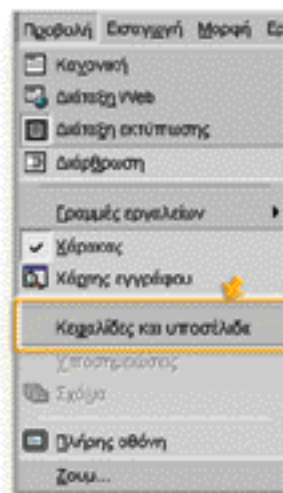 Προβολή Εισαγωγή Μορφή Ερ
Κανονική
Διάταξη Web
Διάταξη εκτύπωσης
Διάρθρωση
Γραμμές εργαλείων
Χάρακας
Χάρτης εγγράφου
Κεφαλίδες και υποσέλιδα
Υποσημειώσεις
Σχόλια
Πλήρης οθόνη
Ζουμ...